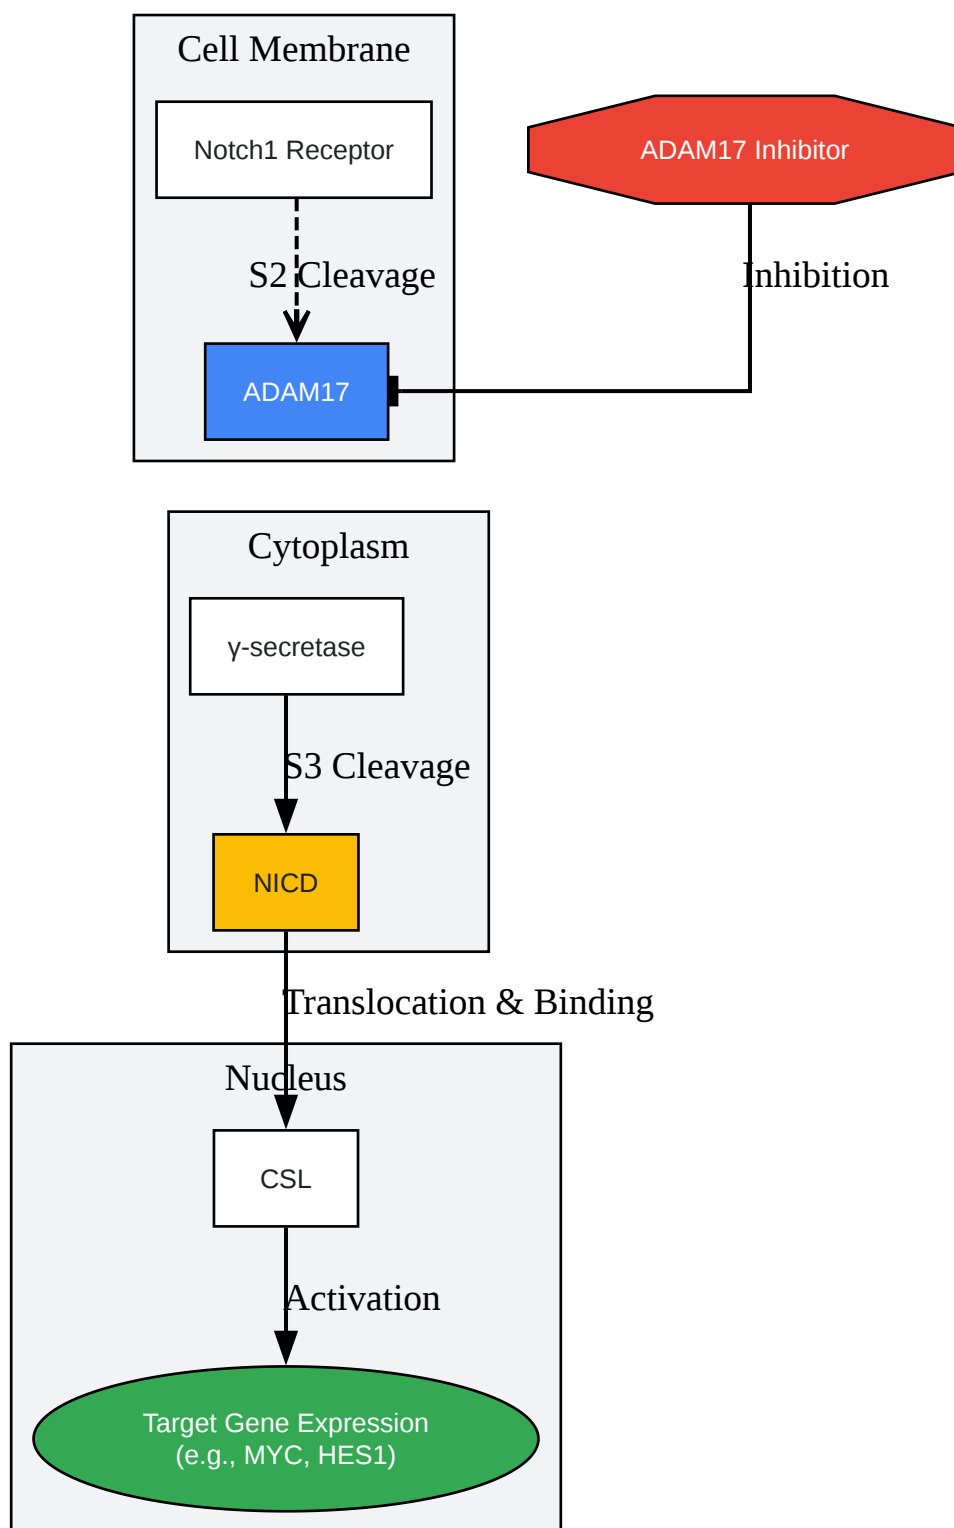 Cell Membrane
Notch1 Receptor
ADAM17 Inhibitor
S2 Cleavage
Inhibition
ADAM17
Cytoplasm
γ-secretase
S3 Cleavage
NICD
Translocation & Binding
Nucleus
CSL
Activation
Target Gene Expression
(e.g., MYC, HES1)